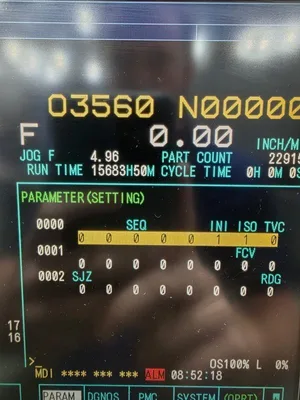 O3560 N00000
F 0.00 INCH/M
JOG F 4.96 PART COUNT 22915
RUN TIME 15683H50M CYCLE TIME 0H 0M 0S
PARAMETER(SETTING)
0000 SEQ INI ISO TVC
0 0 0 0 0 1 1 0
0001 FCV
0 0 0 0 0 0 0 0
0002 SJZ RDG
0 0 0 0 0 0 0 0
17
16
>_
OS100% L 0%
MDI **** *** *** ALM 08:52:18
PARAM DGNOS PMC SYSTEM (OPRT)